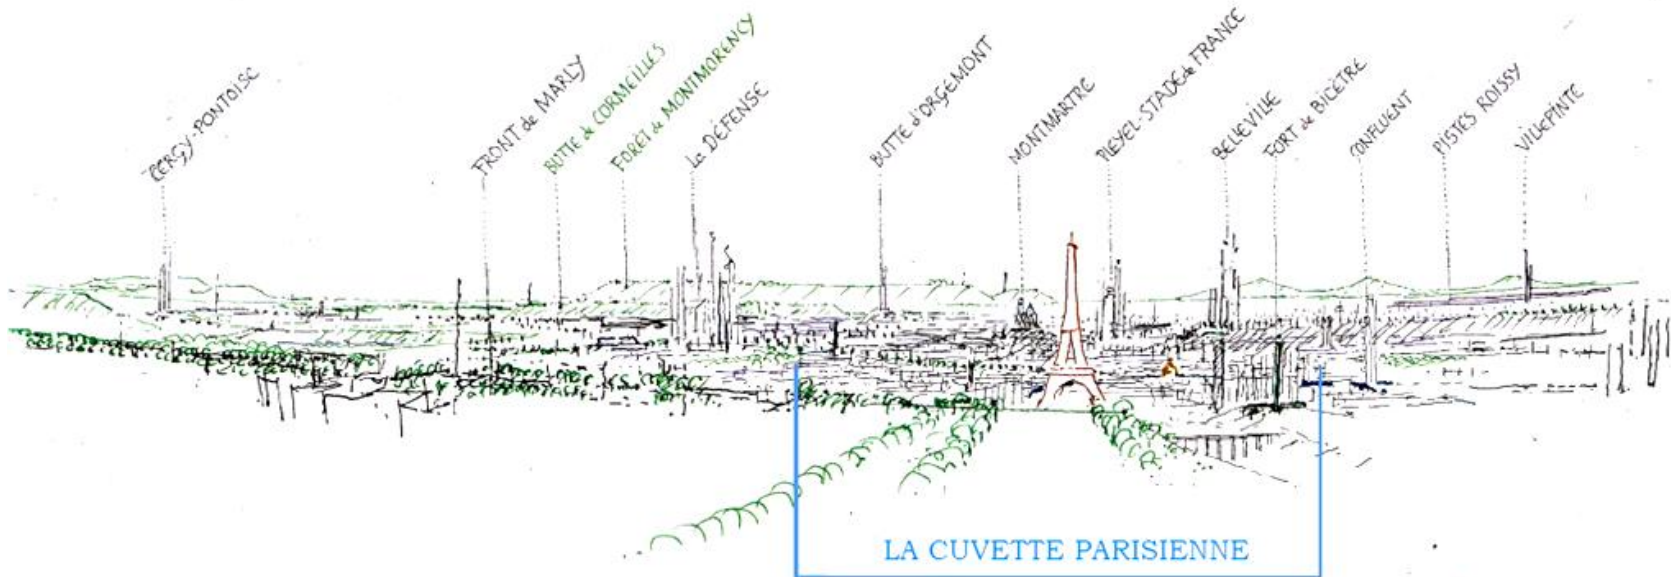 CERGY-PONTOISE
FRONT de MARLY
BUTTE de CORMEILLES
FORÊT de MONTMORENCY
La DÉFENSE
BUTTE d'ORGEMONT
MONTMARTRE
PLEYEL-STADE de FRANCE
BELLEVILLE
FORT de BICÊTRE
CONFLUENT
PISTES ROISSY
VILLEPINTE
LA CUVETTE PARISIENNE